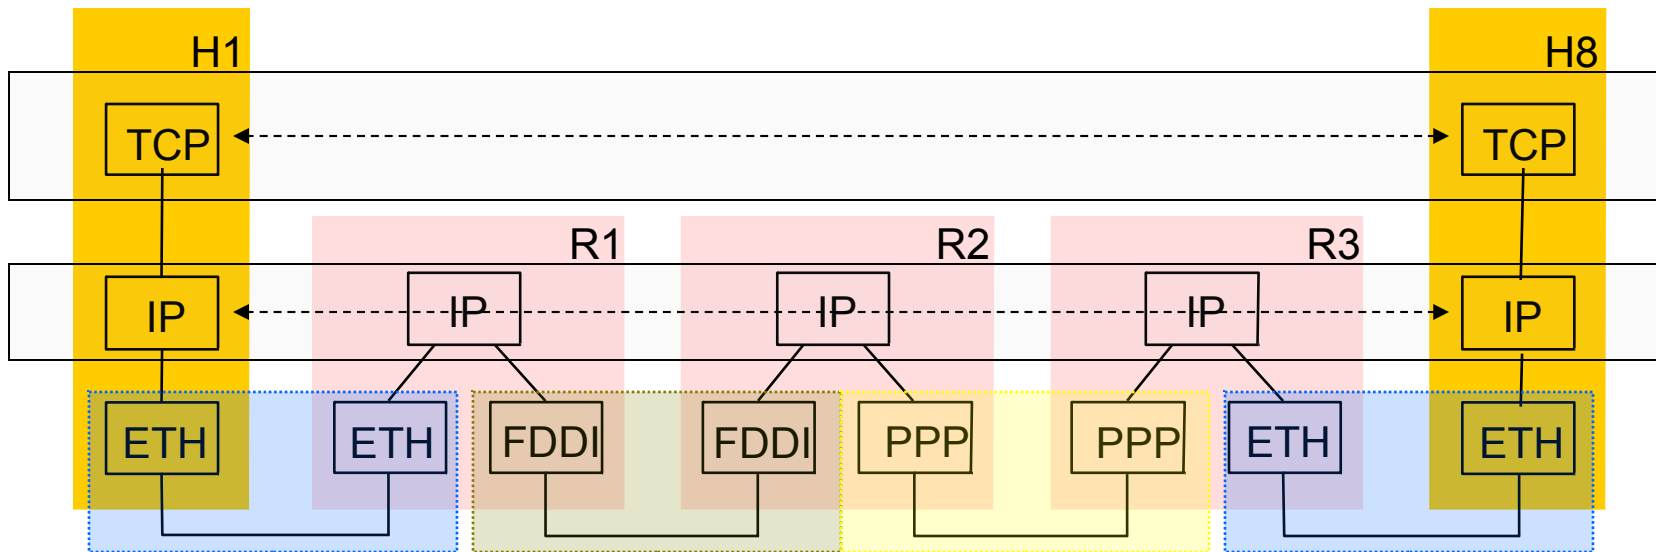 H1
H8
TCP
TCP
R1
R2
R3
IP
IP
IP
IP
IP
ETH
ETH
FDDI
FDDI
PPP
PPP
ETH
ETH